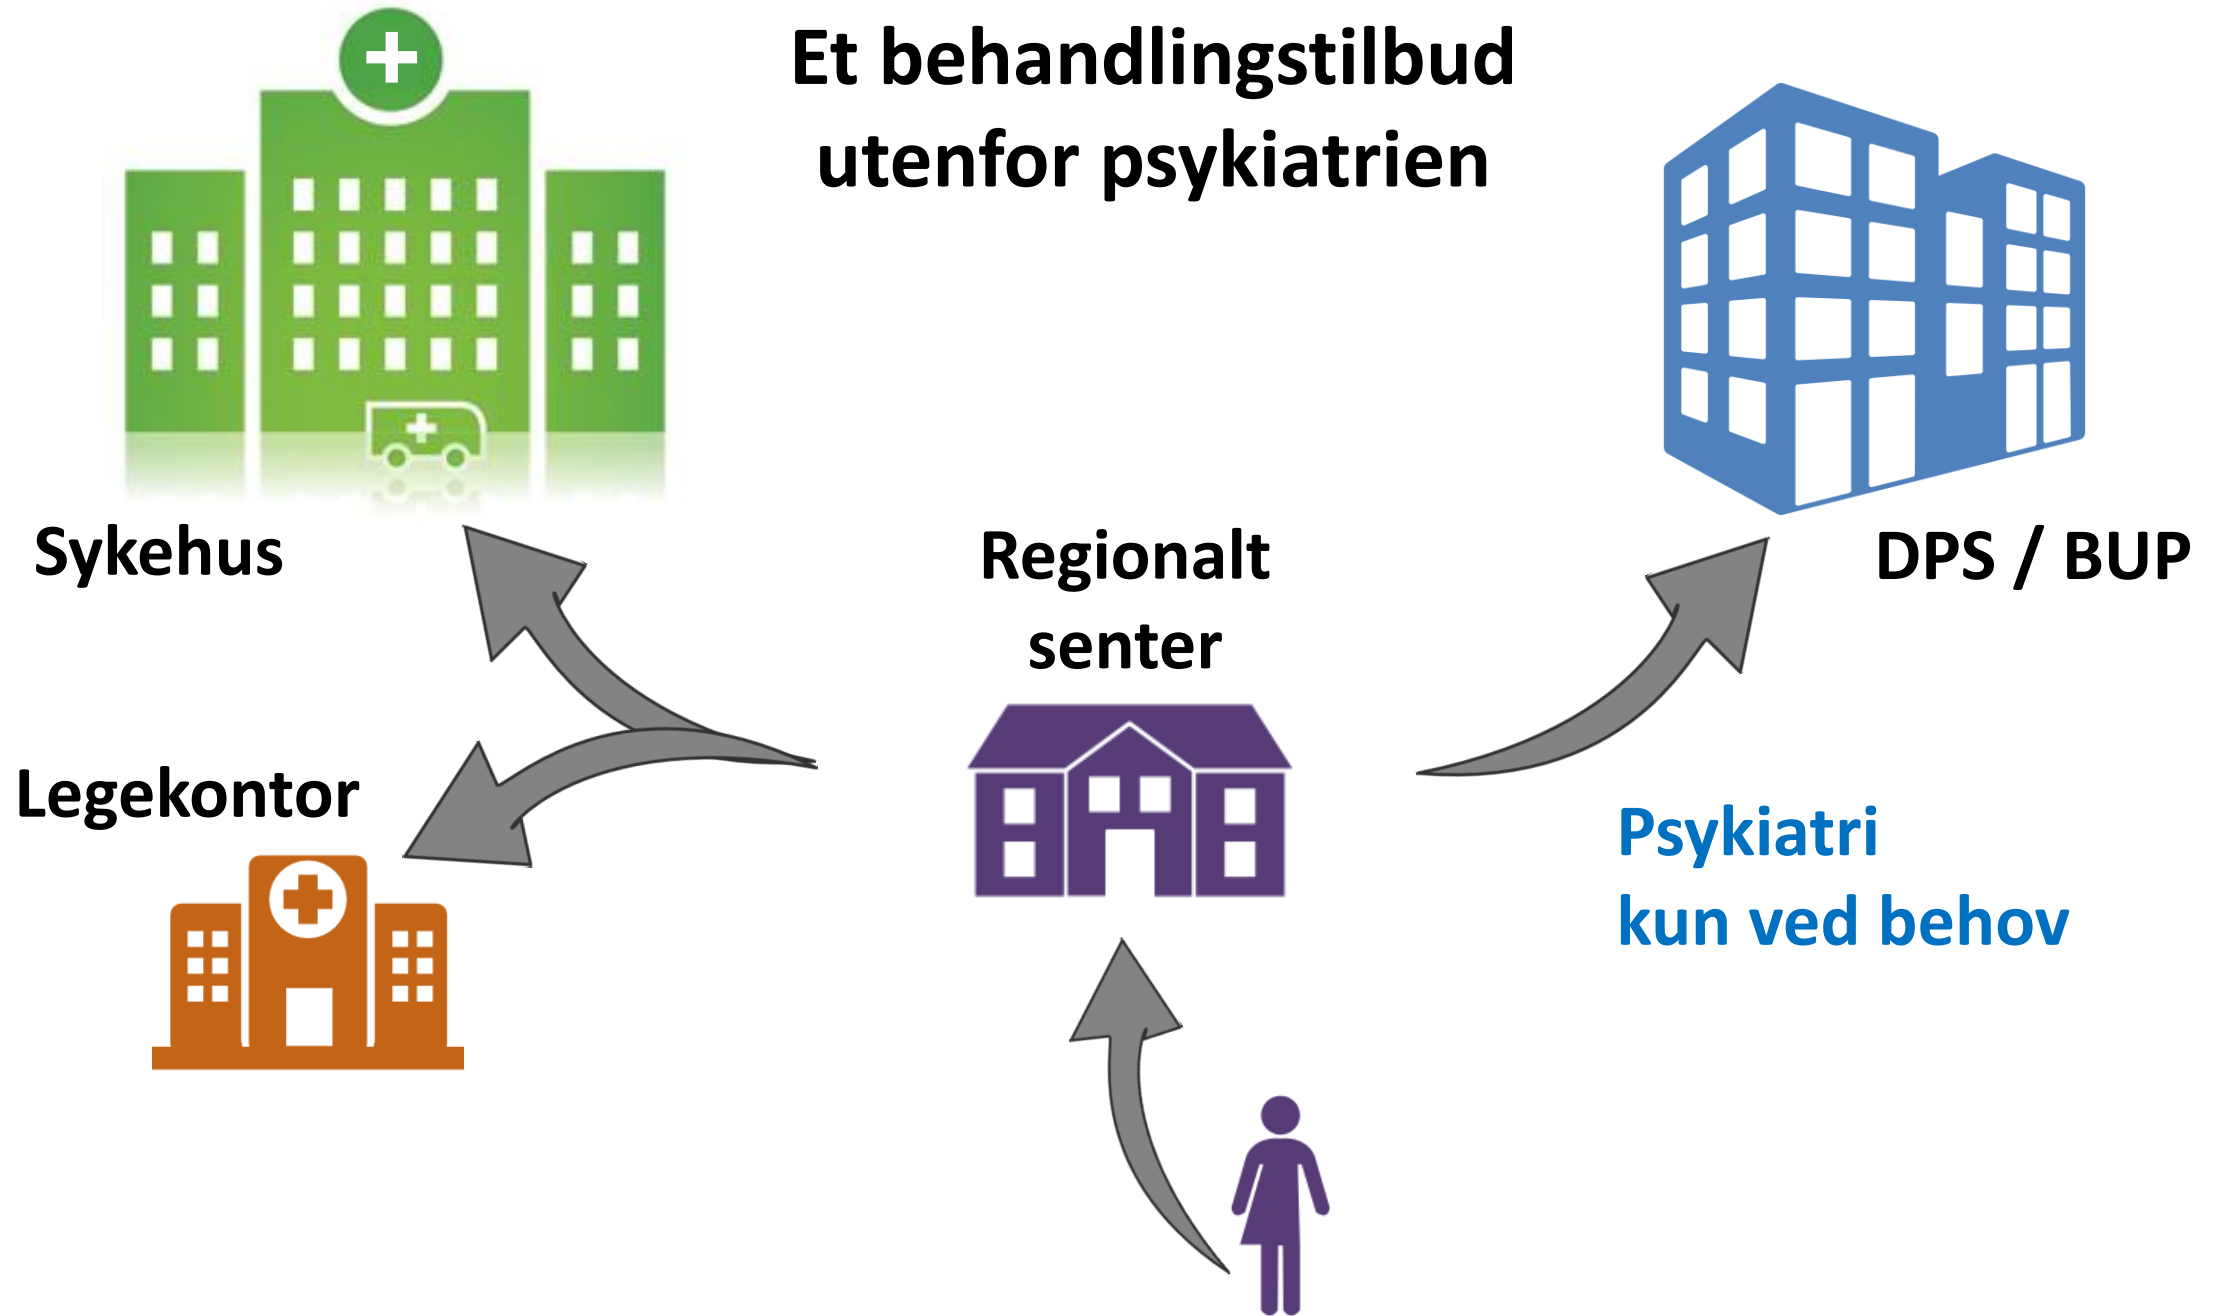 Et behandlingstilbud
utenfor psykiatrien
Sykehus
Regionalt
senter
DPS / BUP
Legekontor
Psykiatri
kun ved behov